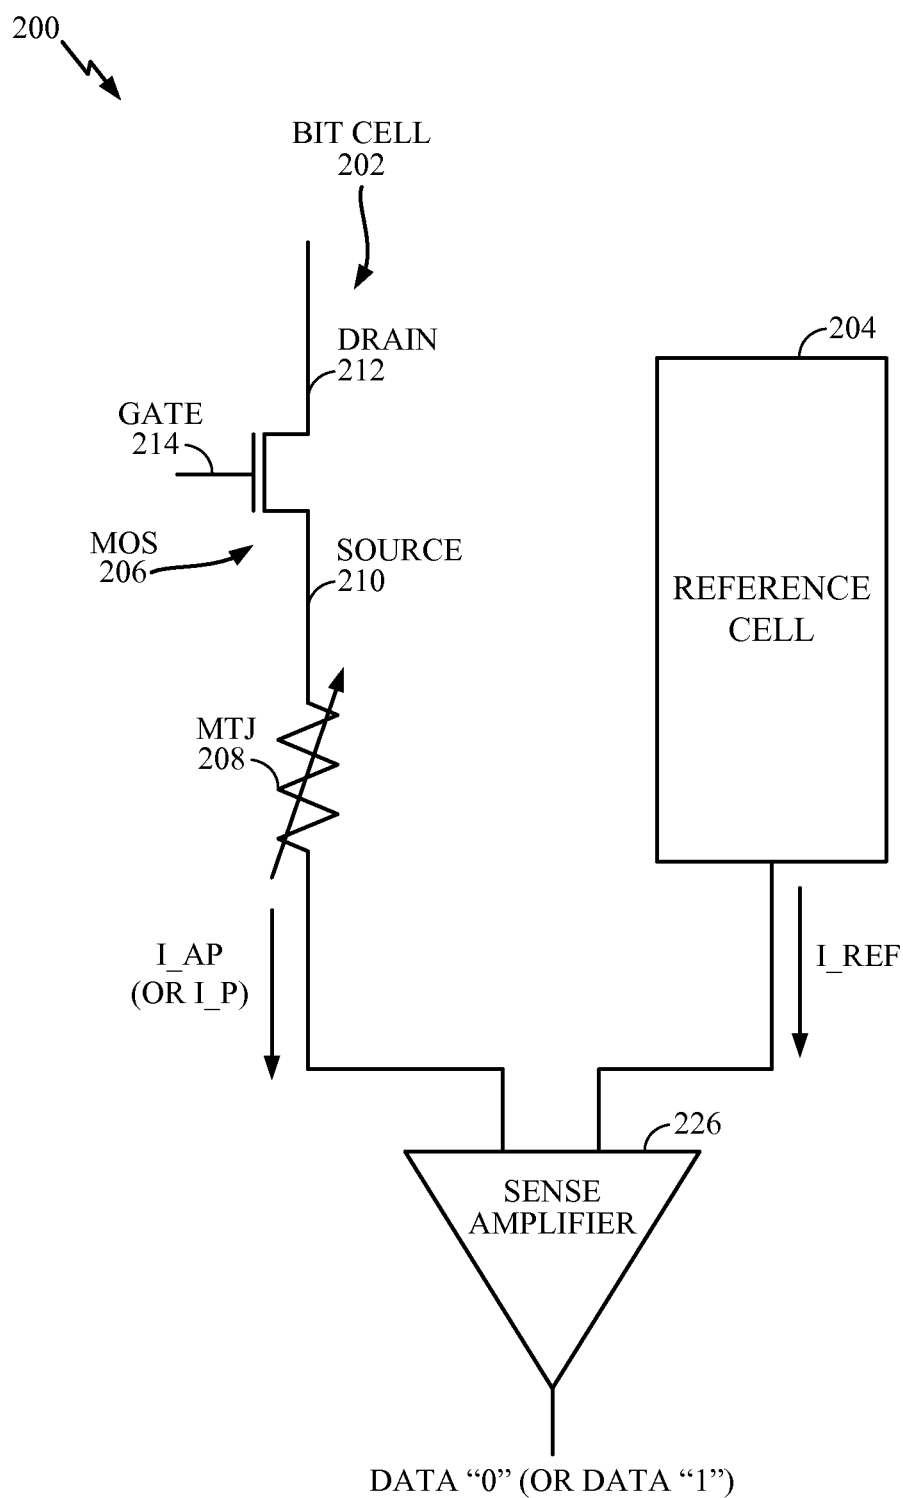 200
BIT CELL
202
DRAIN
212
204
GATE
214
MOS
206
SOURCE
210
REFERENCE
CELL
MTJ
208
I_AP
(OR I_P)
I_REF
226
SENSE
AMPLIFIER
DATA “0” (OR DATA “1”)